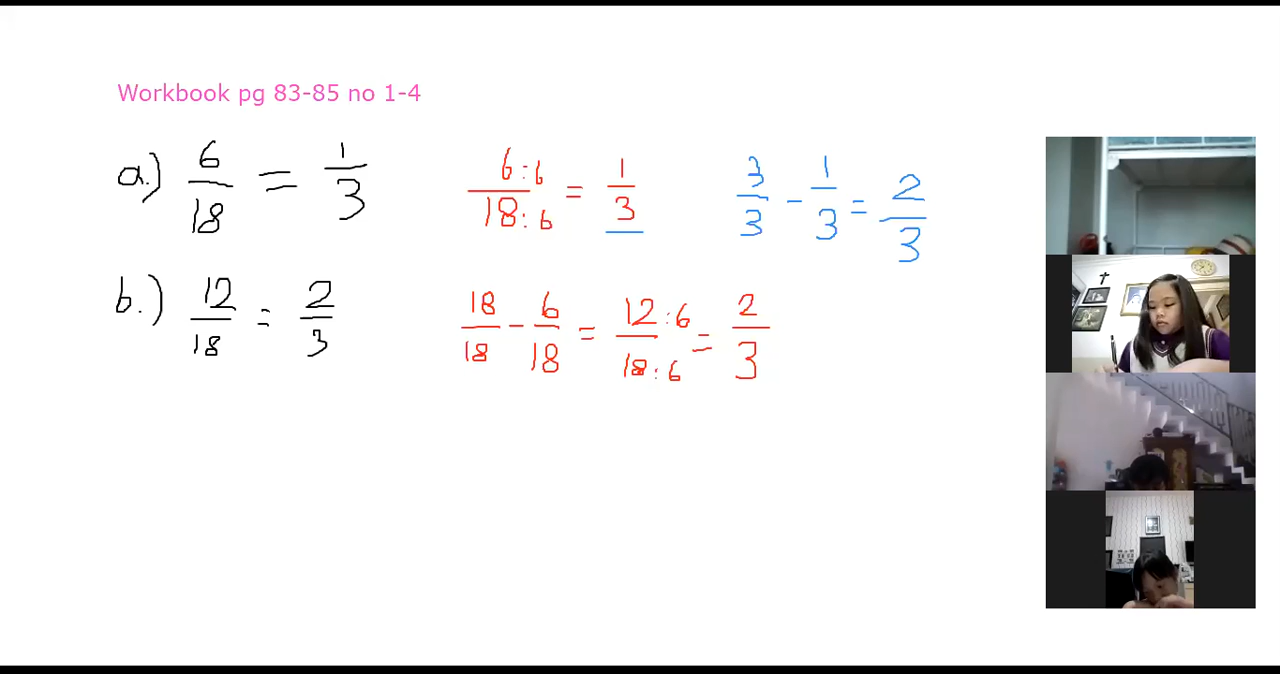 Workbook pg 83-85 no 1-4
a.) 6/18 = 1/3
6:6/18:6 = 1/3
3/3 - 1/3 = 2/3
b.) 12/18 = 2/3
18/18 - 6/18 = 12:6/18:6 = 2/3